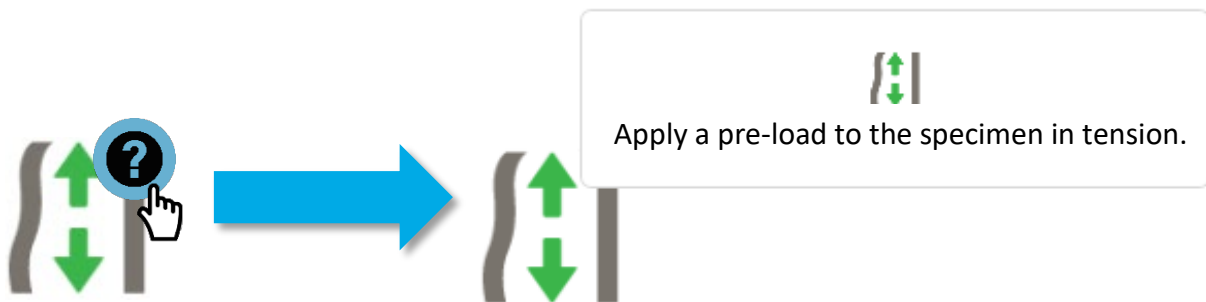 ?
Apply a pre-load to the specimen in tension.